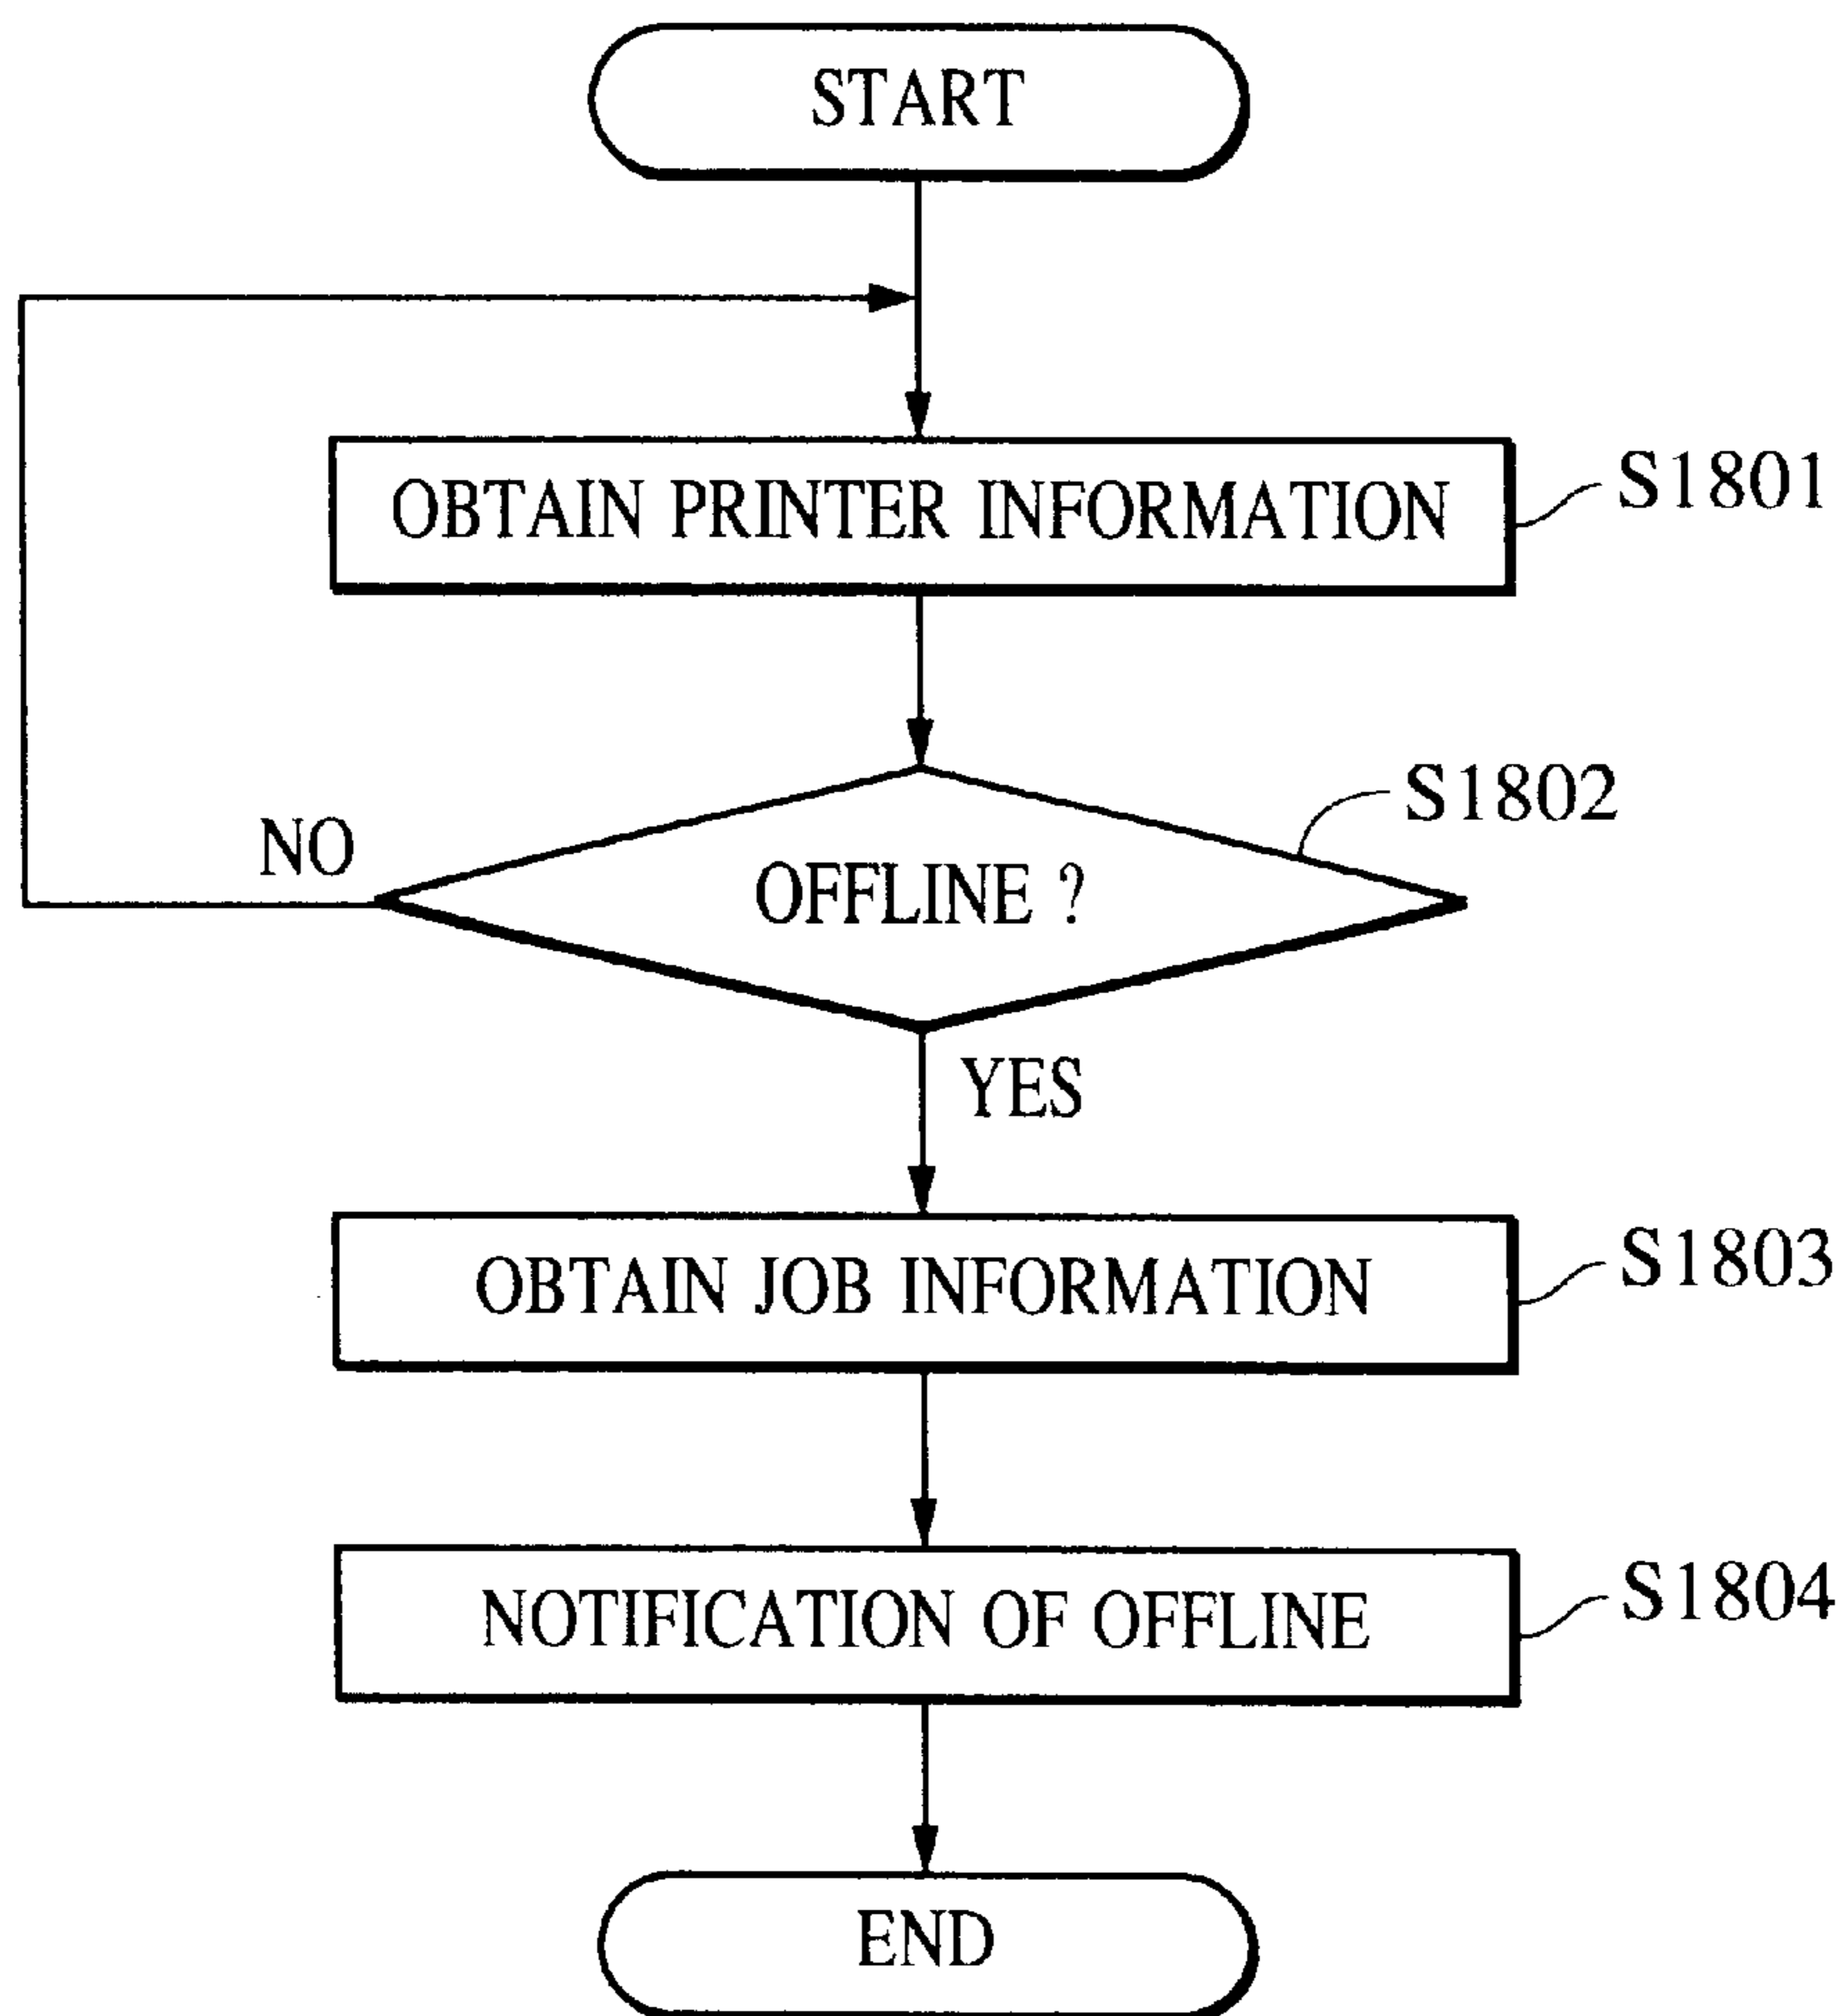 START
OBTAIN PRINTER INFORMATION
S1801
S1802
NO
OFFLINE ?
YES
OBTAIN JOB INFORMATION
S1803
NOTIFICATION OF OFFLINE
S1804
END